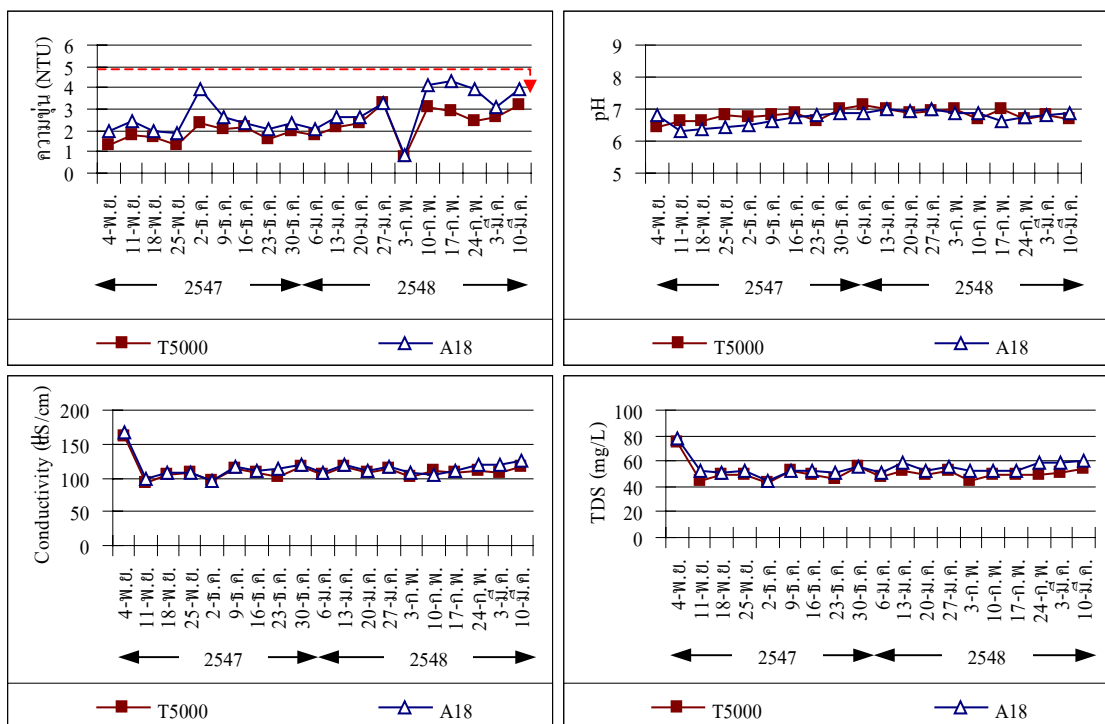 ความขุ่น (NTU)
6
5
4
3
2
1
0
4-พ.ย.
11-พ.ย.
18-พ.ย.
25-พ.ย.
2-ธ.ค.
9-ธ.ค.
16-ธ.ค.
23-ธ.ค.
30-ธ.ค.
6-ม.ค.
13-ม.ค.
20-ม.ค.
27-ม.ค.
3-ก.พ.
10-ก.พ.
17-ก.พ.
24-ก.พ.
3-มี.ค.
10-มี.ค.
2547
2548
T5000
A18
pH
9
8
7
6
5
4-พ.ย.
11-พ.ย.
18-พ.ย.
25-พ.ย.
2-ธ.ค.
9-ธ.ค.
16-ธ.ค.
23-ธ.ค.
30-ธ.ค.
6-ม.ค.
13-ม.ค.
20-ม.ค.
27-ม.ค.
3-ก.พ.
10-ก.พ.
17-ก.พ.
24-ก.พ.
3-มี.ค.
10-มี.ค.
2547
2548
T5000
A18
Conductivity (µS/cm)
200
150
100
50
0
4-พ.ย.
11-พ.ย.
18-พ.ย.
25-พ.ย.
2-ธ.ค.
9-ธ.ค.
16-ธ.ค.
23-ธ.ค.
30-ธ.ค.
6-ม.ค.
13-ม.ค.
20-ม.ค.
27-ม.ค.
3-ก.พ.
10-ก.พ.
17-ก.พ.
24-ก.พ.
3-มี.ค.
10-มี.ค.
2547
2548
T5000
A18
TDS (mg/L)
100
80
60
40
20
0
4-พ.ย.
11-พ.ย.
18-พ.ย.
25-พ.ย.
2-ธ.ค.
9-ธ.ค.
16-ธ.ค.
23-ธ.ค.
30-ธ.ค.
6-ม.ค.
13-ม.ค.
20-ม.ค.
27-ม.ค.
3-ก.พ.
10-ก.พ.
17-ก.พ.
24-ก.พ.
3-มี.ค.
10-มี.ค.
2547
2548
T5000
A18